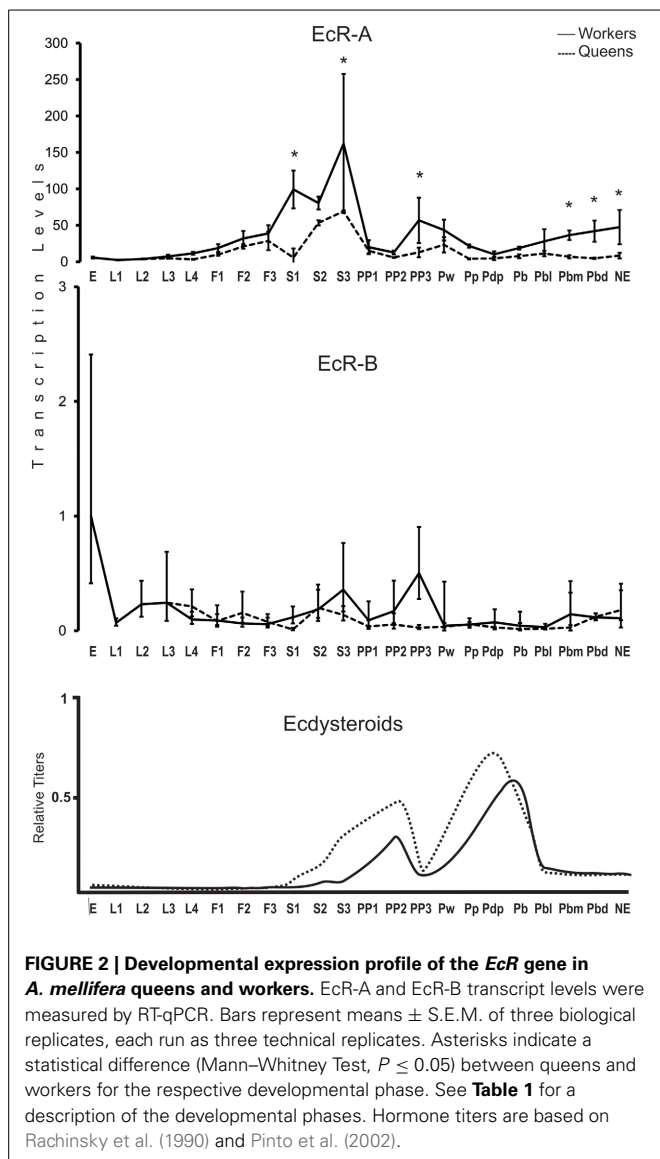 EcR-A
Workers
Queens
300
250
200
150
100
50
0
* * * * * *
E L1 L2 L3 L4 F1 F2 F3 S1 S2 S3 PP1 PP2 PP3 Pw Pp Pdp Pb Pbl Pbm Pbd NE
Transcription Levels
EcR-B
3
2
1
0
E L1 L2 L3 L4 F1 F2 F3 S1 S2 S3 PP1 PP2 PP3 Pw Pp Pdp Pb Pbl Pbm Pbd NE
Ecdysteroids
Relative Titers
1
0.5
E L1 L2 L3 L4 F1 F2 F3 S1 S2 S3 PP1 PP2 PP3 Pw Pp Pdp Pb Pbl Pbm Pbd NE
FIGURE 2 | Developmental expression profile of the EcR gene in
A. mellifera queens and workers. EcR-A and EcR-B transcript levels were
measured by RT-qPCR. Bars represent means ± S.E.M. of three biological
replicates, each run as three technical replicates. Asterisks indicate a
statistical difference (Mann–Whitney Test, P ≤ 0.05) between queens and
workers for the respective developmental phase. See Table 1 for a
description of the developmental phases. Hormone titers are based on
Rachinsky et al. (1990) and Pinto et al. (2002).